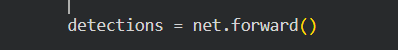 detections = net.forward()